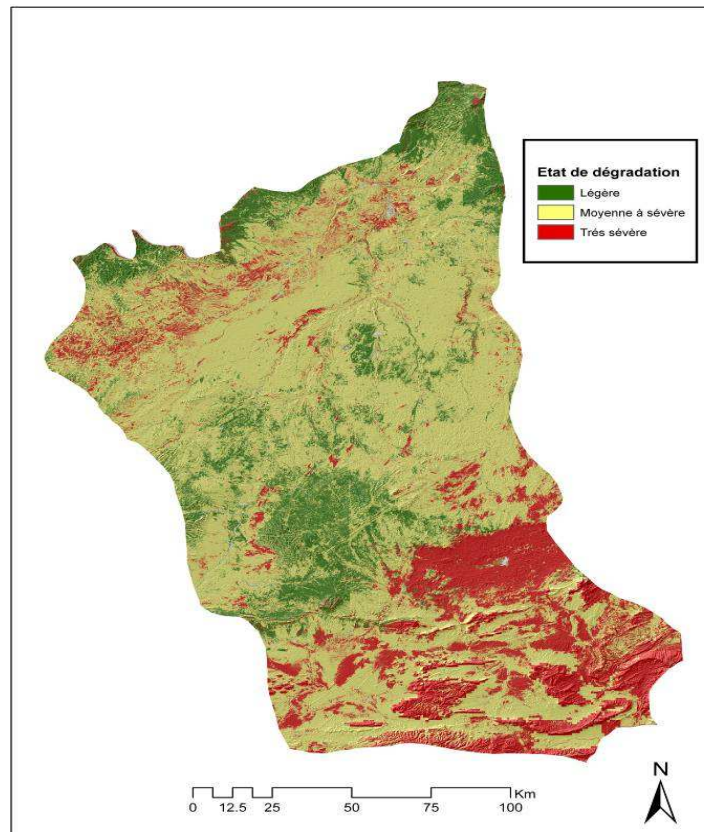 Etat de dégradation
Légère
Moyenne à sévère
Trés sévère
N
Km
0 12.5 25 50 75 100